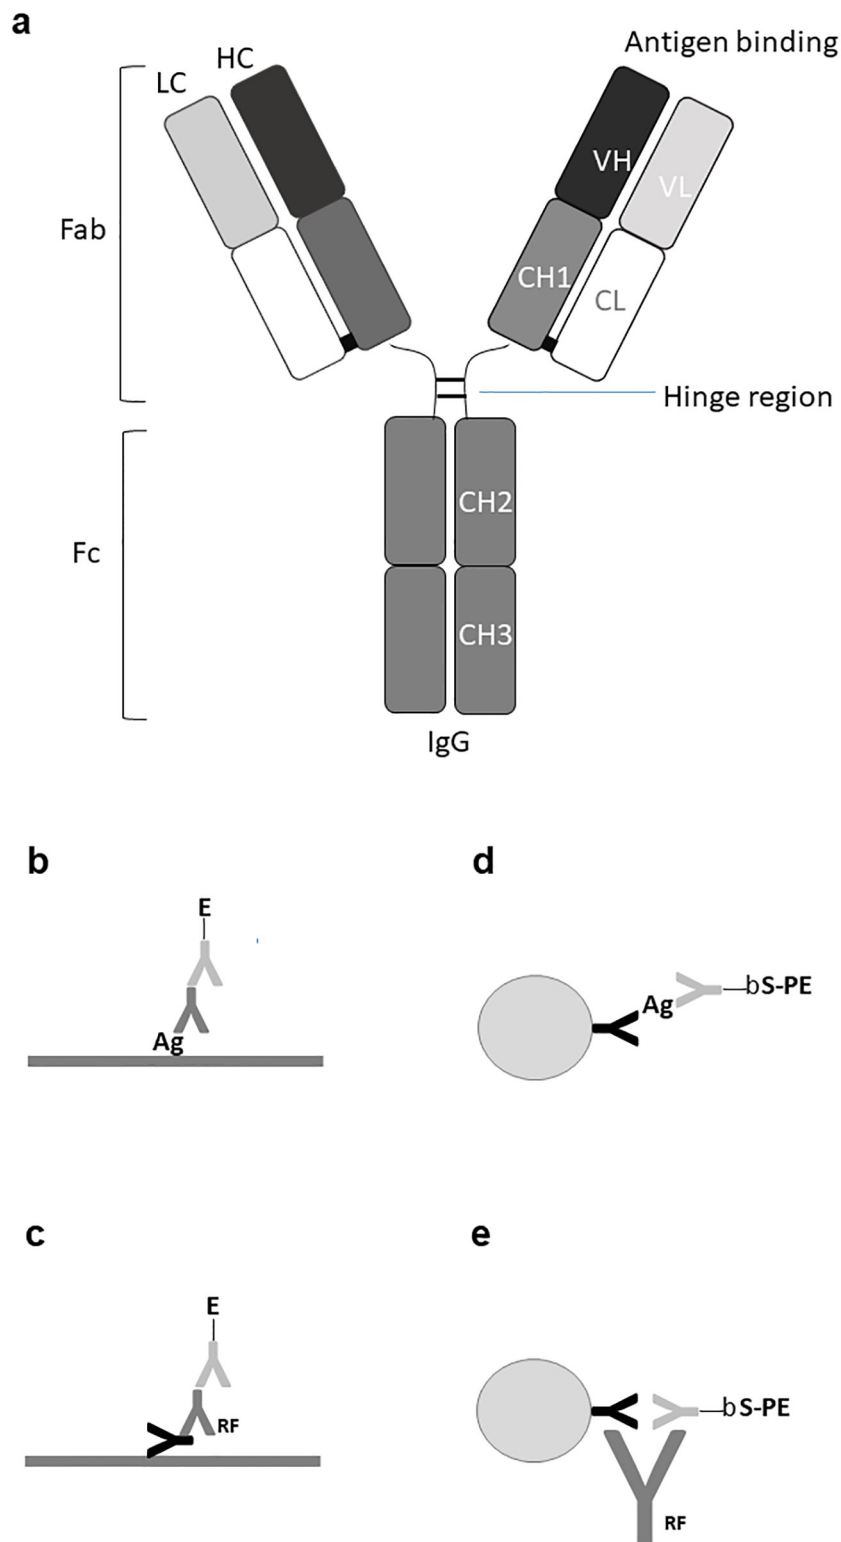 a
HC
LC
Antigen binding
VH
VL
Fab
CH1
CL
Hinge region
CH2
Fc
CH3
IgG
b
E
Ag
d
Ag
bS-PE
c
E
RF
e
bS-PE
RF